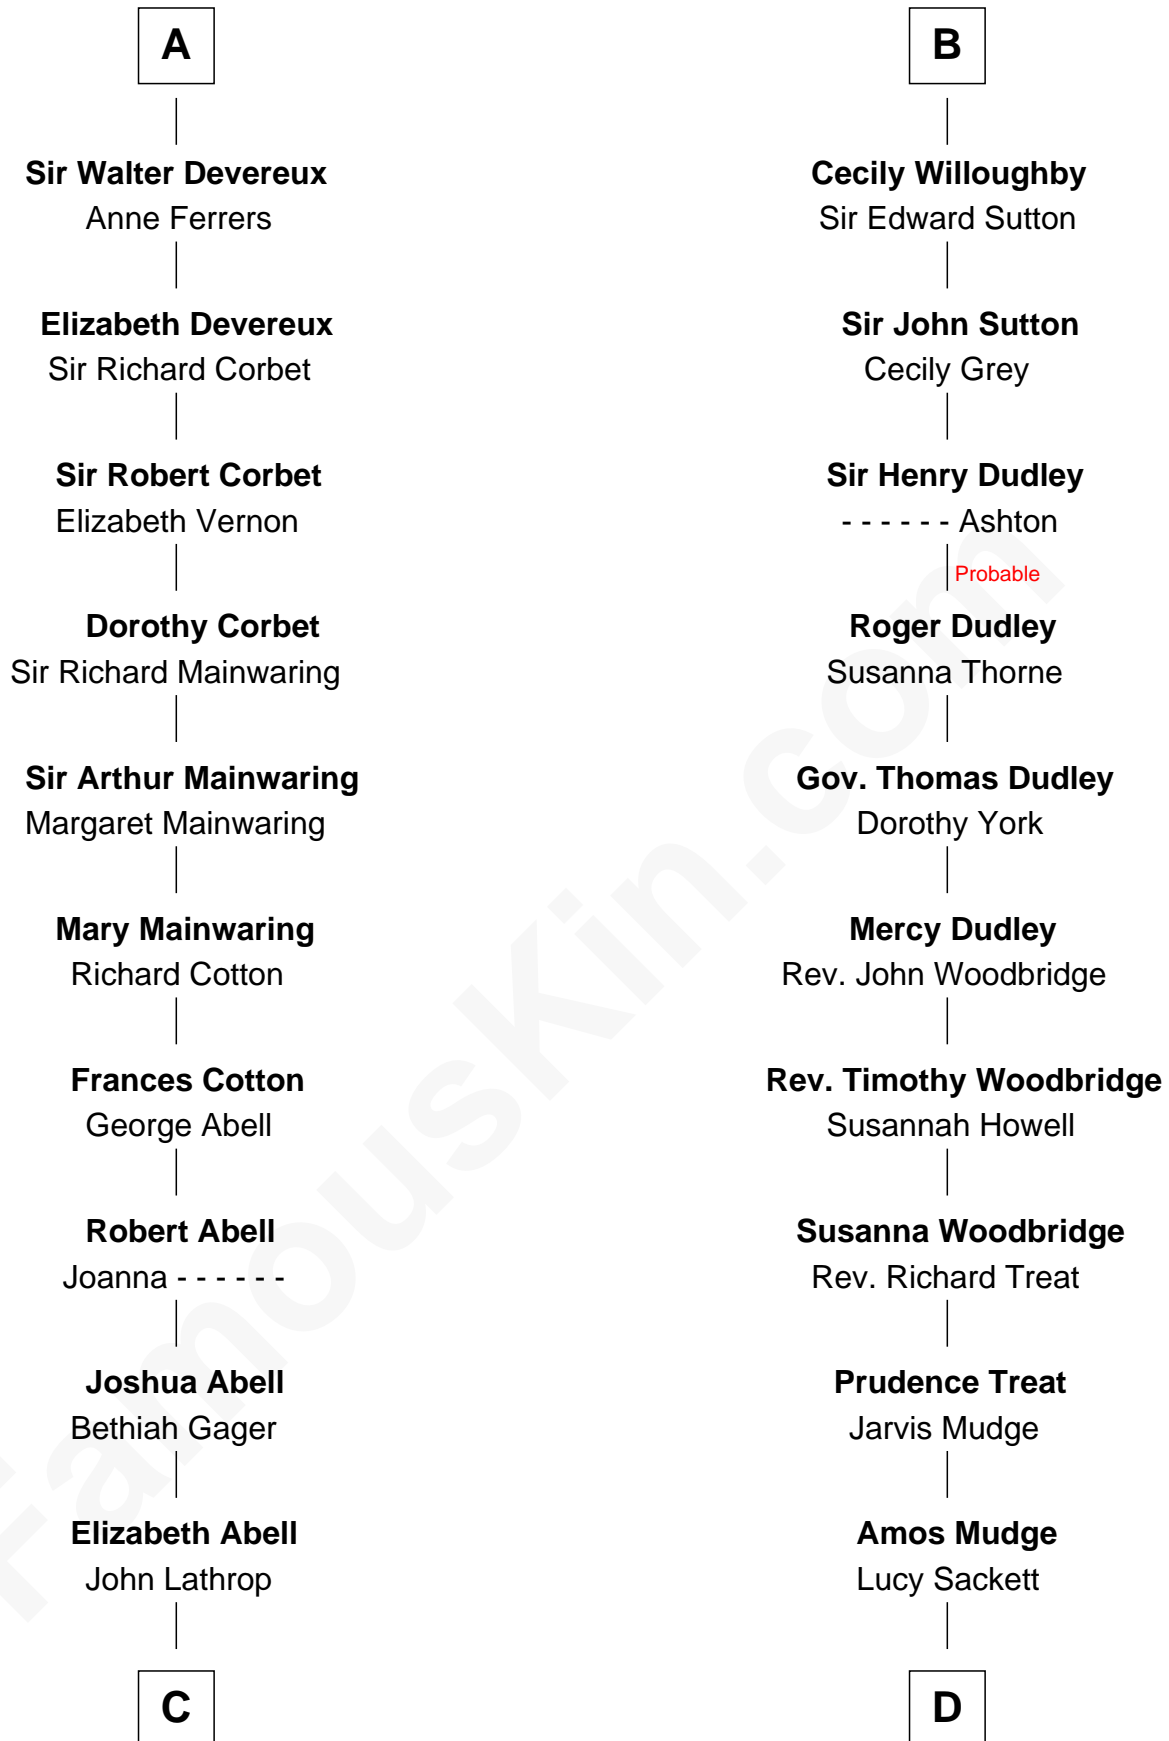 A
Sir Walter Devereux
Anne Ferrers
Elizabeth Devereux
Sir Richard Corbet
Sir Robert Corbet
Elizabeth Vernon
Dorothy Corbet
Sir Richard Mainwaring
Sir Arthur Mainwaring
Margaret Mainwaring
Mary Mainwaring
Richard Cotton
Frances Cotton
George Abell
Robert Abell
Joanna - - - - - -
Joshua Abell
Bethiah Gager
Elizabeth Abell
John Lathrop
C
B
Cecily Willoughby
Sir Edward Sutton
Sir John Sutton
Cecily Grey
Sir Henry Dudley
- - - - - - Ashton
Probable
Roger Dudley
Susanna Thorne
Gov. Thomas Dudley
Dorothy York
Mercy Dudley
Rev. John Woodbridge
Rev. Timothy Woodbridge
Susannah Howell
Susanna Woodbridge
Rev. Richard Treat
Prudence Treat
Jarvis Mudge
Amos Mudge
Lucy Sackett
D
FamousKin.com